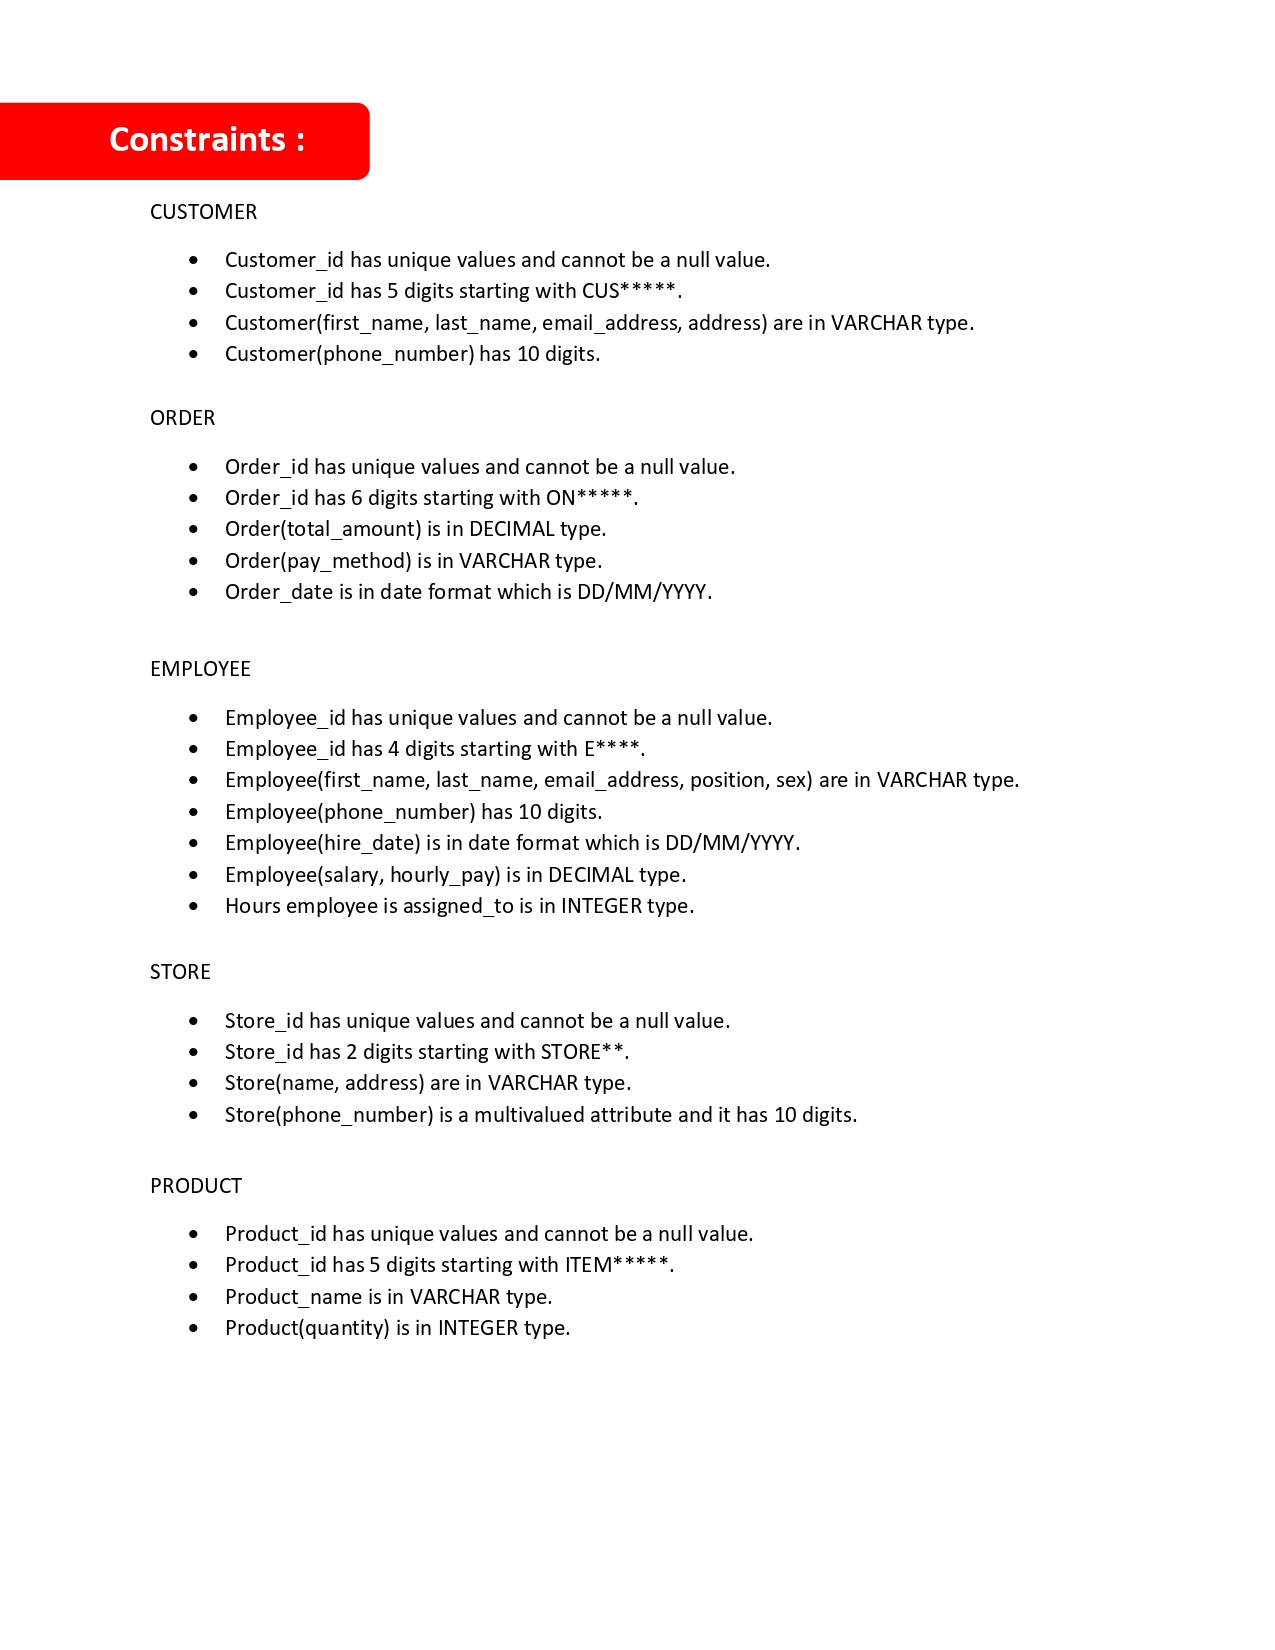 Constraints :
CUSTOMER
• Customer_id has unique values and cannot be a null value.
• Customer_id has 5 digits starting with CUS*****.
• Customer(first_name, last_name, email_address, address) are in VARCHAR type.
• Customer(phone_number) has 10 digits.
ORDER
• Order_id has unique values and cannot be a null value.
• Order_id has 6 digits starting with ON*****.
• Order(total_amount) is in DECIMAL type.
• Order(pay_method) is in VARCHAR type.
• Order_date is in date format which is DD/MM/YYYY.
EMPLOYEE
• Employee_id has unique values and cannot be a null value.
• Employee_id has 4 digits starting with E****.
• Employee(first_name, last_name, email_address, position, sex) are in VARCHAR type.
• Employee(phone_number) has 10 digits.
• Employee(hire_date) is in date format which is DD/MM/YYYY.
• Employee(salary, hourly_pay) is in DECIMAL type.
• Hours employee is assigned_to is in INTEGER type.
STORE
• Store_id has unique values and cannot be a null value.
• Store_id has 2 digits starting with STORE**.
• Store(name, address) are in VARCHAR type.
• Store(phone_number) is a multivalued attribute and it has 10 digits.
PRODUCT
• Product_id has unique values and cannot be a null value.
• Product_id has 5 digits starting with ITEM*****.
• Product_name is in VARCHAR type.
• Product(quantity) is in INTEGER type.